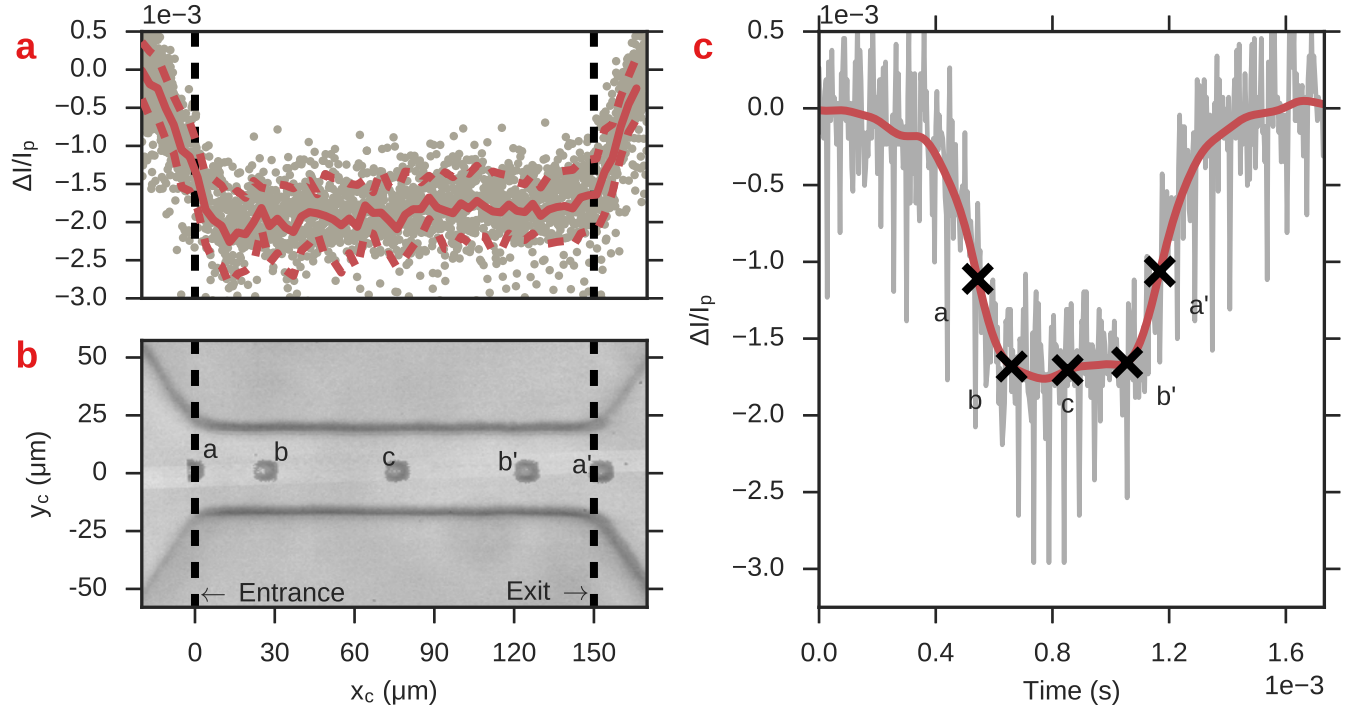 a
1e−3
0.5
0.0
−0.5
−1.0
−1.5
−2.0
−2.5
−3.0
ΔI/Ip
b
50
25
0
-25
-50
y_c (μm)
a
b
c
b'
a'
← Entrance
Exit →
0
30
60
90
120
150
x_c (μm)
c
1e−3
0.5
0.0
−0.5
−1.0
−1.5
−2.0
−2.5
−3.0
ΔI/Ip
a
b
c
b'
a'
0.0
0.4
0.8
1.2
1.6
1e−3
Time (s)